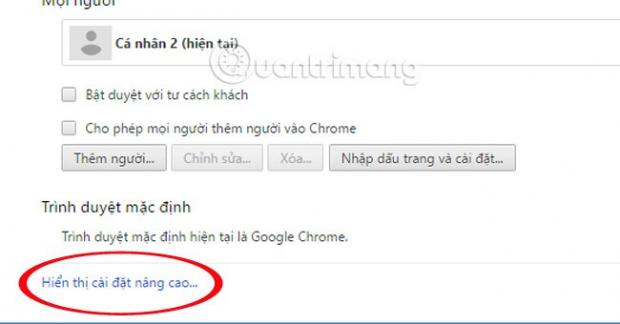 Mọi người
Cá nhân 2 (hiện tại)
Quantrimang
Bật duyệt với tư cách khách
Cho phép mọi người thêm người vào Chrome
Thêm người... Chỉnh sửa... Xóa... Nhập dấu trang và cài đặt...
Trình duyệt mặc định
Trình duyệt mặc định hiện tại là Google Chrome.
Hiển thị cài đặt nâng cao...